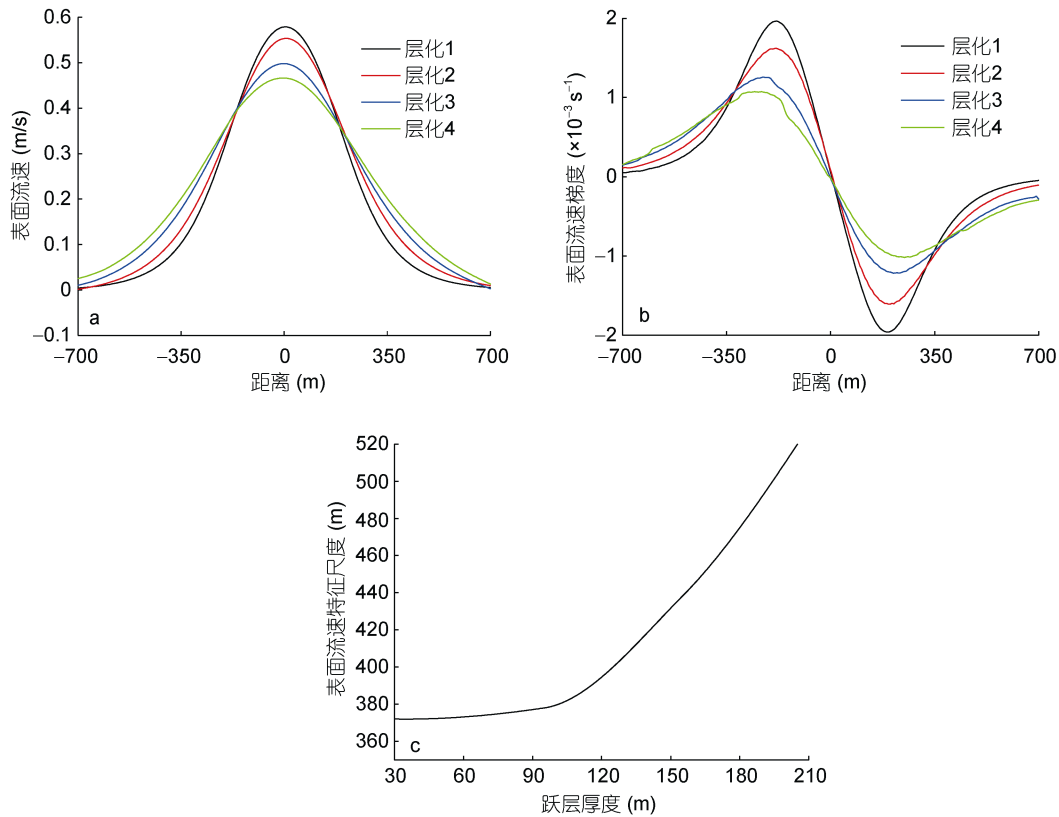 0.6
0.5
0.4
0.3
0.2
0.1
0
–0.1
表面流速 (m/s)
层化1
层化2
层化3
层化4
a
–700
–350
0
350
700
距离 (m)
2
1
0
–1
–2
表面流速梯度 (×10⁻³ s⁻¹)
层化1
层化2
层化3
层化4
b
–700
–350
0
350
700
距离 (m)
520
500
480
460
440
420
400
380
360
表面流速特征尺度 (m)
c
30
60
90
120
150
180
210
跃层厚度 (m)